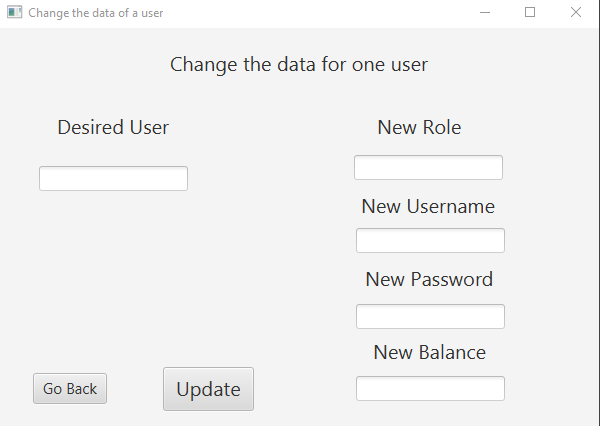 Change the data of a user
Change the data for one user
Desired User
New Role
New Username
New Password
New Balance
Go Back
Update